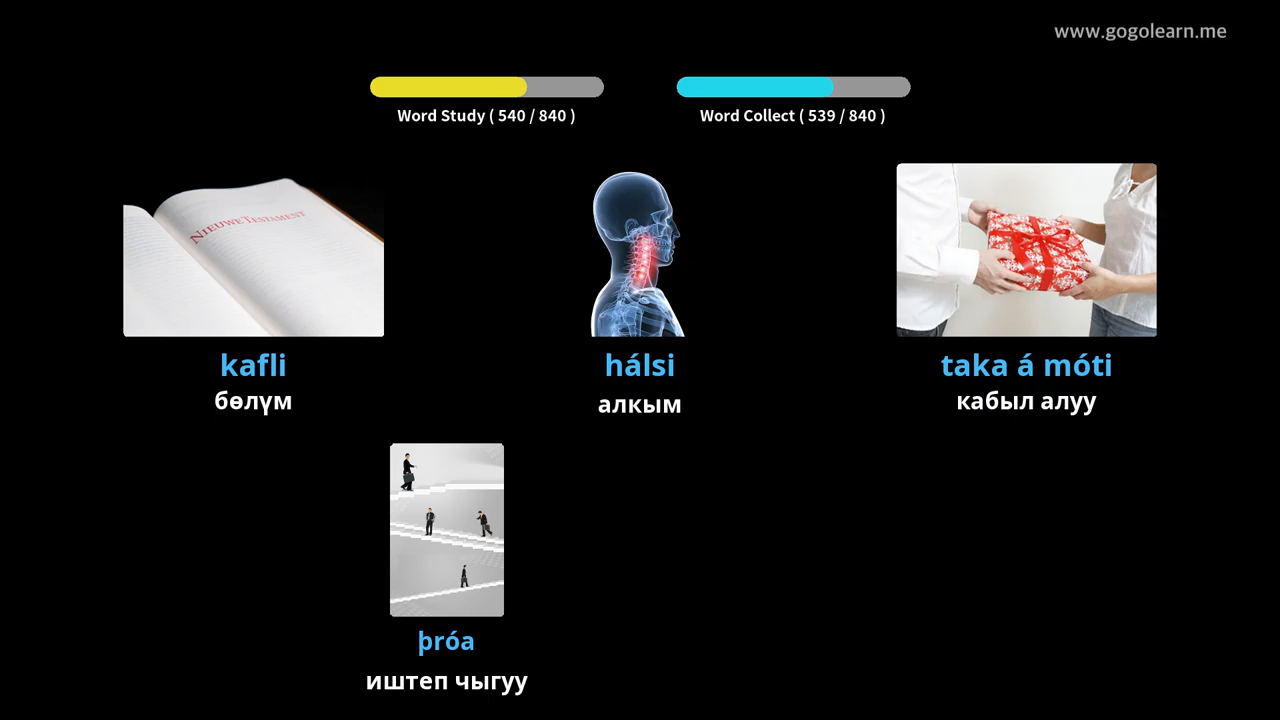 www.gogolearn.me
Word Study ( 540 / 840 )
Word Collect ( 539 / 840 )
NIEUWE TESTAMENT
kafli
бөлүм
hálsi
алкым
taka á móti
кабыл алуу
þróa
иштеп чыгуу